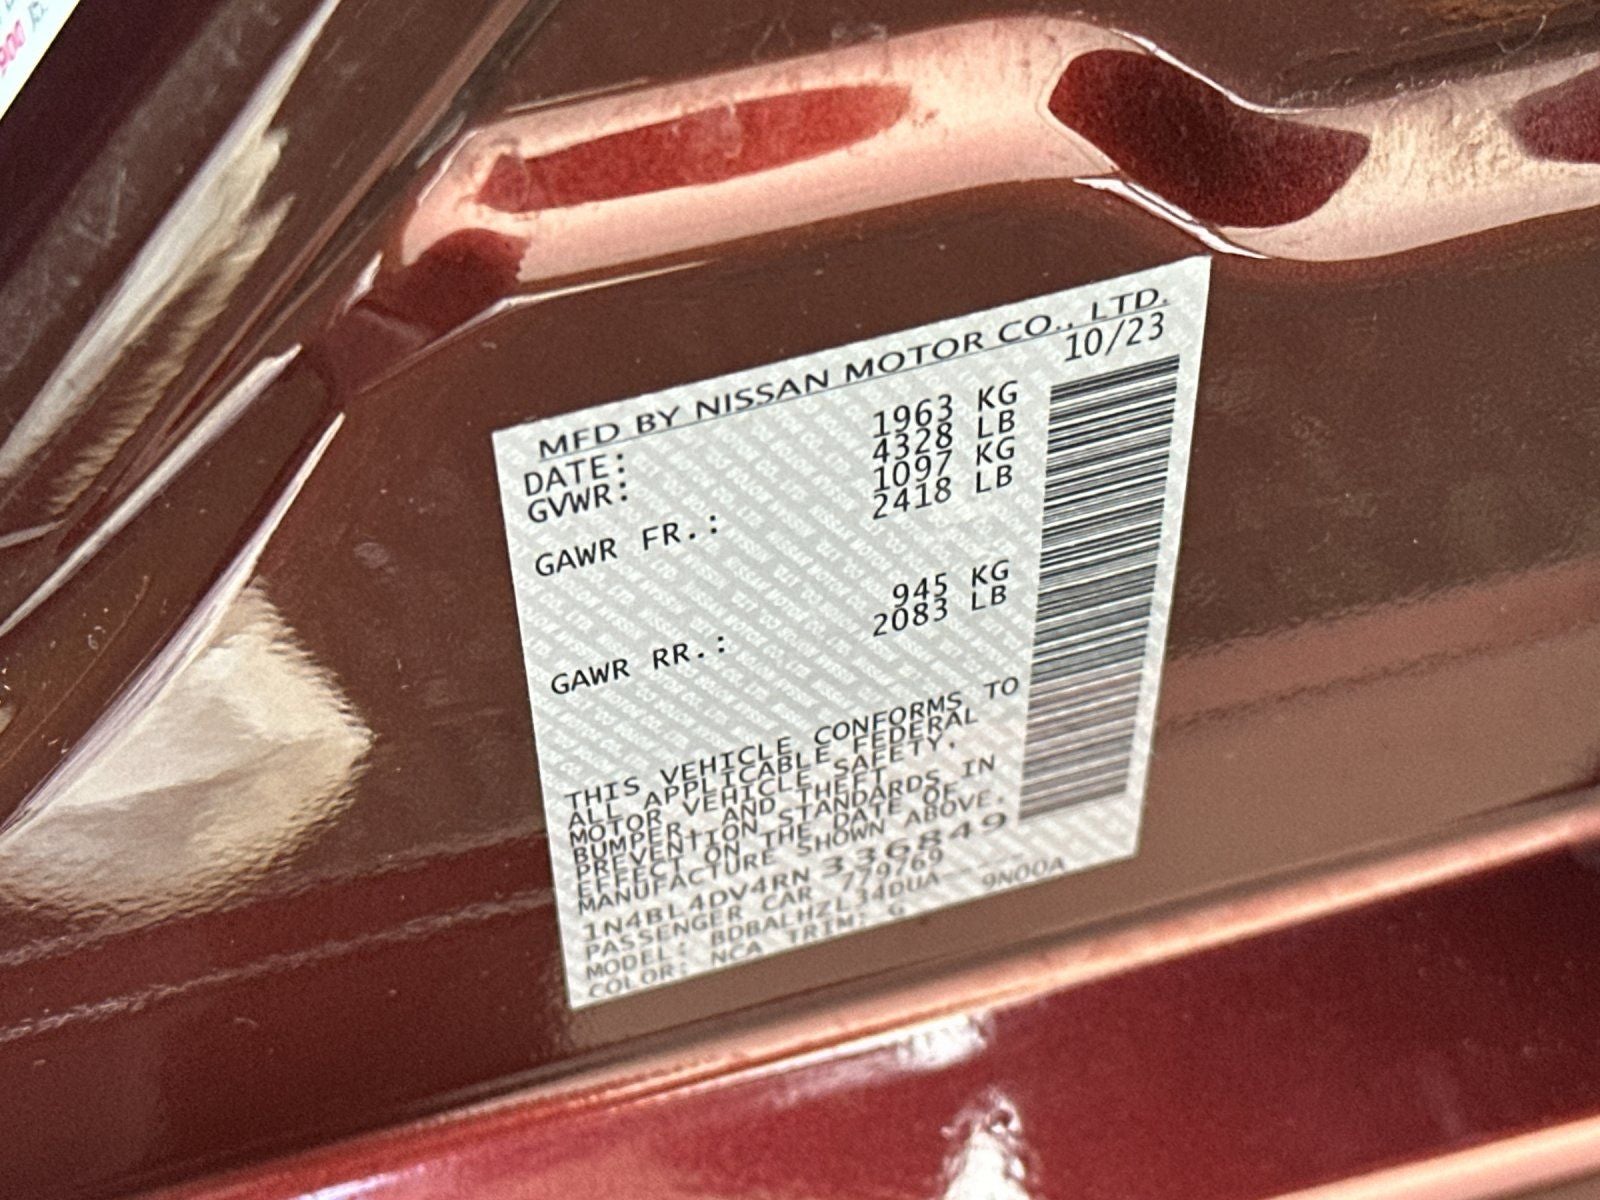 MFD BY NISSAN MOTOR CO., LTD.
DATE: 10/23
GVWR: 1963 KG
4328 LB
GAWR FR.: 1097 KG
2418 LB
GAWR RR.: 945 KG
2083 LB
THIS VEHICLE CONFORMS TO
ALL APPLICABLE FEDERAL
MOTOR VEHICLE SAFETY,
BUMPER, AND THEFT
PREVENTION STANDARDS IN
EFFECT ON THE DATE OF
MANUFACTURE SHOWN ABOVE.
1N4BL4DV4RN 336849
PASSENGER CAR 779769
MODEL: BDBALHZL34DUA - 9N00A
COLOR: NCA TRIM: G
900